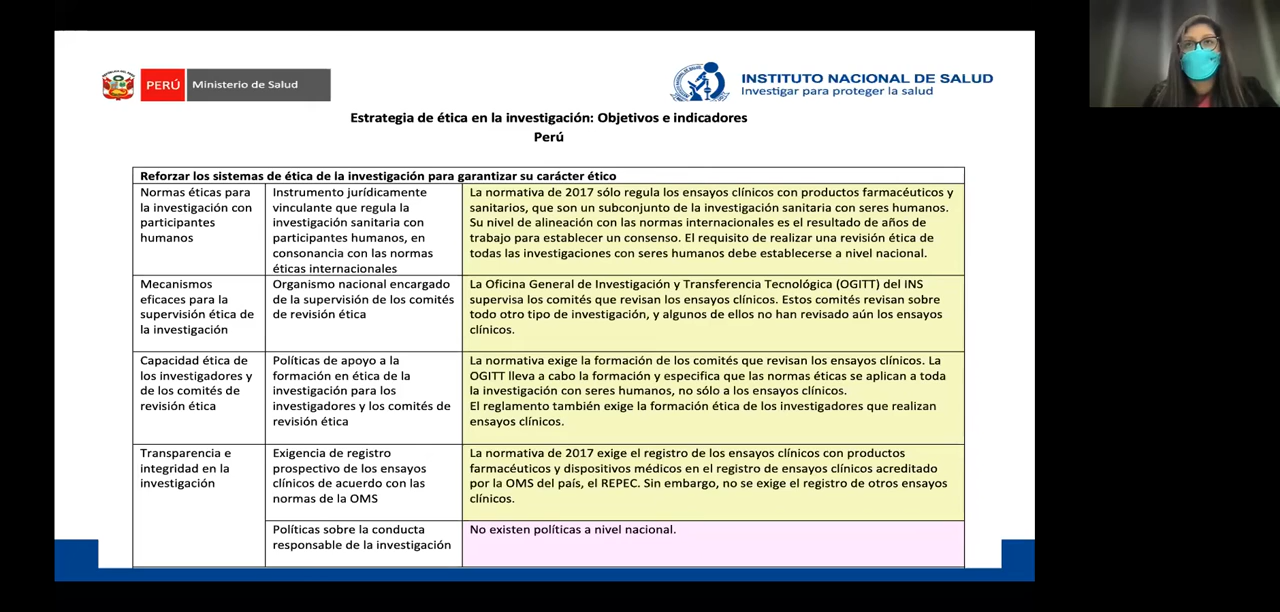 PERÚ
Ministerio de Salud
INSTITUTO NACIONAL DE SALUD
Investigar para proteger la salud
Estrategia de ética en la investigación: Objetivos e indicadores
Perú
Reforzar los sistemas de ética de la investigación para garantizar su carácter ético
Normas éticas para
la investigación con
participantes
humanos
Instrumento jurídicamente
vinculante que regula la
investigación sanitaria con
participantes humanos, en
consonancia con las normas
éticas internacionales
La normativa de 2017 sólo regula los ensayos clínicos con productos farmacéuticos y
sanitarios, que son un subconjunto de la investigación sanitaria con seres humanos.
Su nivel de alineación con las normas internacionales es el resultado de años de
trabajo para establecer un consenso. El requisito de realizar una revisión ética de
todas las investigaciones con seres humanos debe establecerse a nivel nacional.
Mecanismos
eficaces para la
supervisión ética de
la investigación
Organismo nacional encargado
de la supervisión de los comités
de revisión ética
La Oficina General de Investigación y Transferencia Tecnológica (OGITT) del INS
supervisa los comités que revisan los ensayos clínicos. Estos comités revisan sobre
todo otro tipo de investigación, y algunos de ellos no han revisado aún los ensayos
clínicos.
Capacidad ética de
los investigadores y
de los comités de
revisión ética
Políticas de apoyo a la
formación en ética de la
investigación para los
investigadores y los comités de
revisión ética
La normativa exige la formación de los comités que revisan los ensayos clínicos. La
OGITT lleva a cabo la formación y especifica que las normas éticas se aplican a toda
la investigación con seres humanos, no sólo a los ensayos clínicos.
El reglamento también exige la formación ética de los investigadores que realizan
ensayos clínicos.
Transparencia e
integridad en la
investigación
Exigencia de registro
prospectivo de los ensayos
clínicos de acuerdo con las
normas de la OMS
La normativa de 2017 exige el registro de los ensayos clínicos con productos
farmacéuticos y dispositivos médicos en el registro de ensayos clínicos acreditado
por la OMS del país, el REPEC. Sin embargo, no se exige el registro de otros ensayos
clínicos.
Políticas sobre la conducta
responsable de la investigación
No existen políticas a nivel nacional.